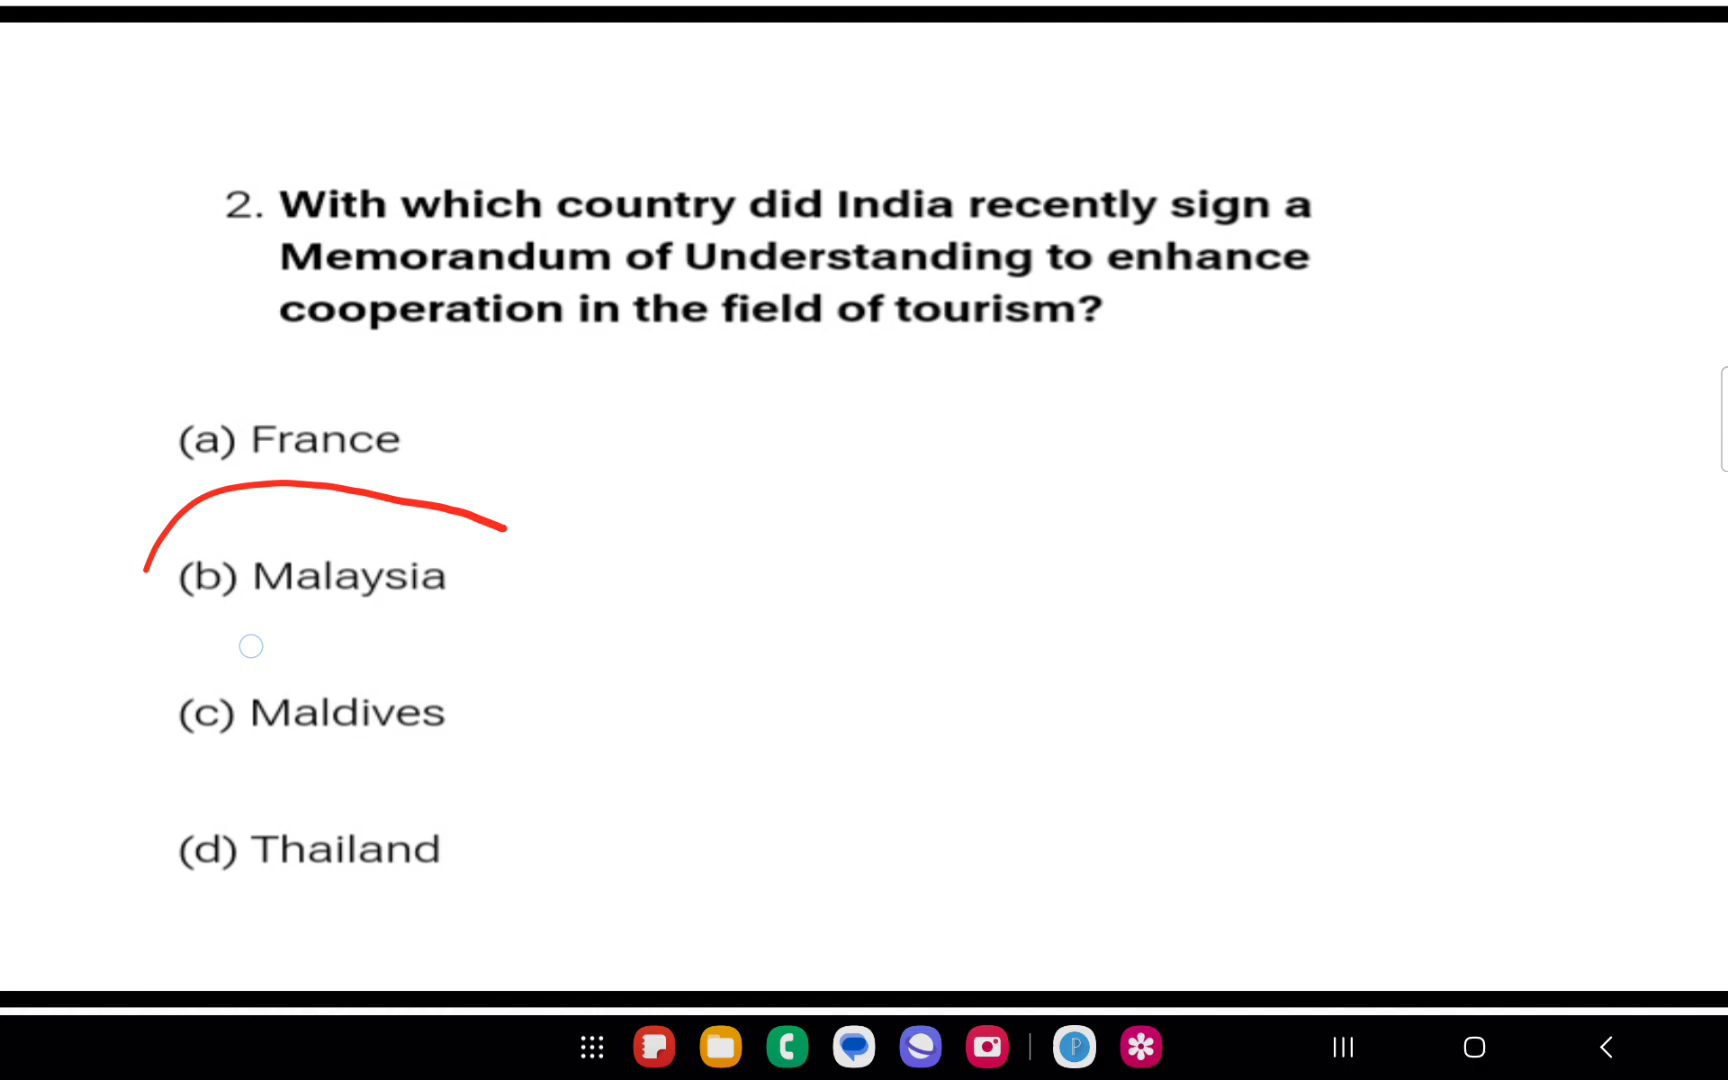 2. With which country did India recently sign a
Memorandum of Understanding to enhance
cooperation in the field of tourism?
(a) France
(b) Malaysia
(c) Maldives
(d) Thailand